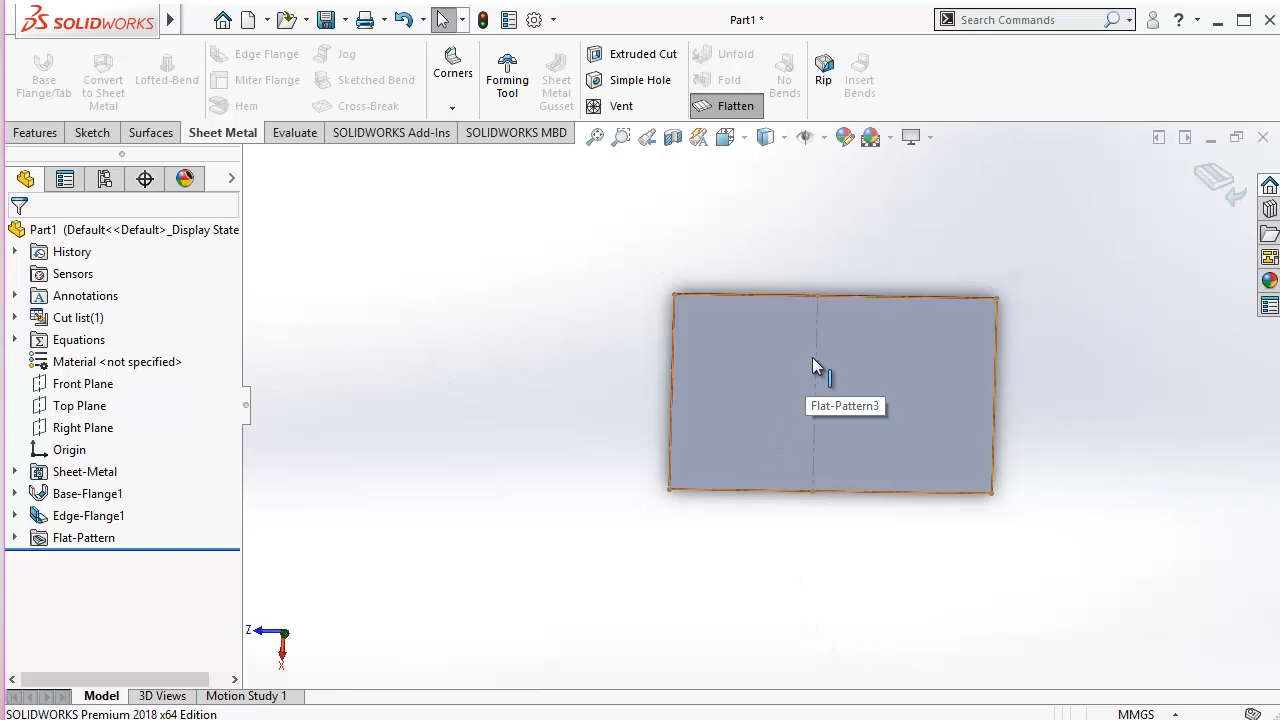 SOLIDWORKS
Part1 *
Search Commands
Base Flange/Tab
Convert to Sheet Metal
Lofted-Bend
Edge Flange
Miter Flange
Hem
Jog
Sketched Bend
Cross-Break
Corners
Forming Tool
Sheet Metal Gusset
Extruded Cut
Simple Hole
Vent
Unfold
Fold
Flatten
No Bends
Rip
Insert Bends
Features
Sketch
Surfaces
Sheet Metal
Evaluate
SOLIDWORKS Add-Ins
SOLIDWORKS MBD
Part1 (Default<<Default>_Display State
History
Sensors
Annotations
Cut list(1)
Equations
Material <not specified>
Front Plane
Top Plane
Right Plane
Origin
Sheet-Metal
Base-Flange1
Edge-Flange1
Flat-Pattern
Flat-Pattern3
Z
X
Model
3D Views
Motion Study 1
SOLIDWORKS Premium 2018 x64 Edition
MMGS